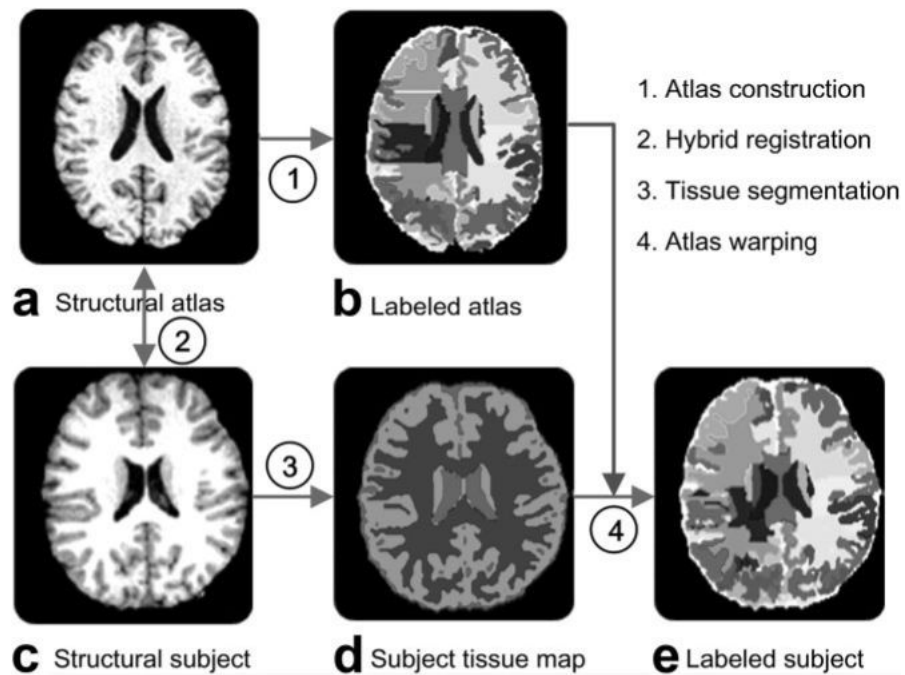 1
1. Atlas construction
2. Hybrid registration
3. Tissue segmentation
4. Atlas warping
a Structural atlas
b Labeled atlas
2
3
4
c Structural subject
d Subject tissue map
e Labeled subject